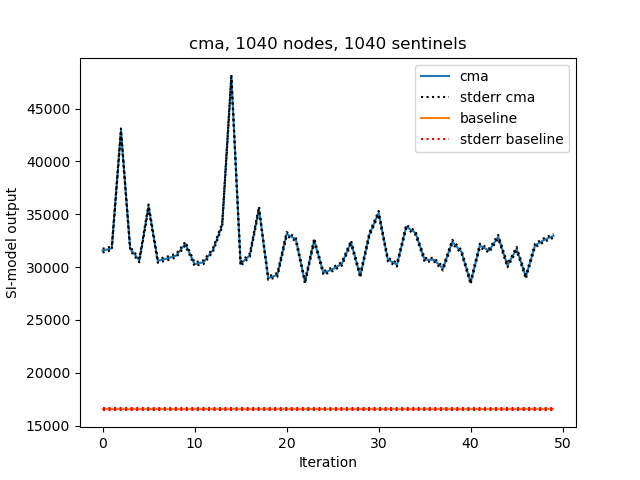 cma, 1040 nodes, 1040 sentinels
cma
stderr cma
baseline
stderr baseline
SI-model output
45000
40000
35000
30000
25000
20000
15000
0 10 20 30 40 50
Iteration